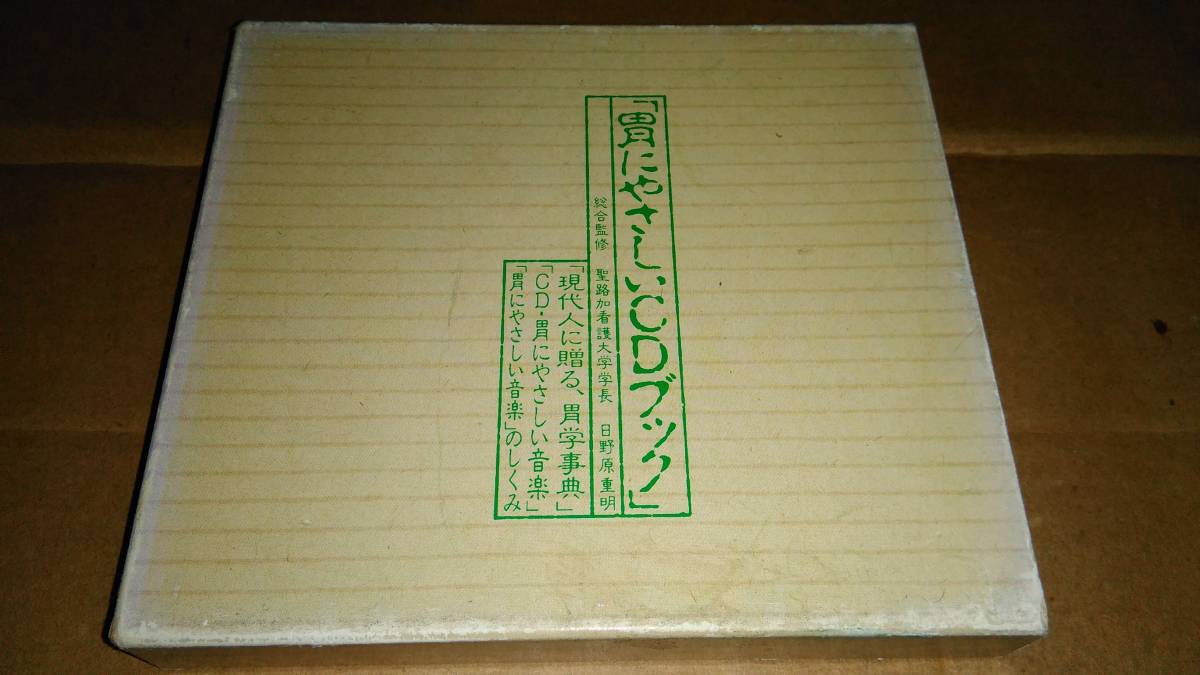 「胃にやさしいCDブック」
総合監修 聖路加看護大学学長 日野原重明
「現代人に贈る、胃学事典」
「CD・胃にやさしい音楽」
「胃にやさしい音楽」のしくみ